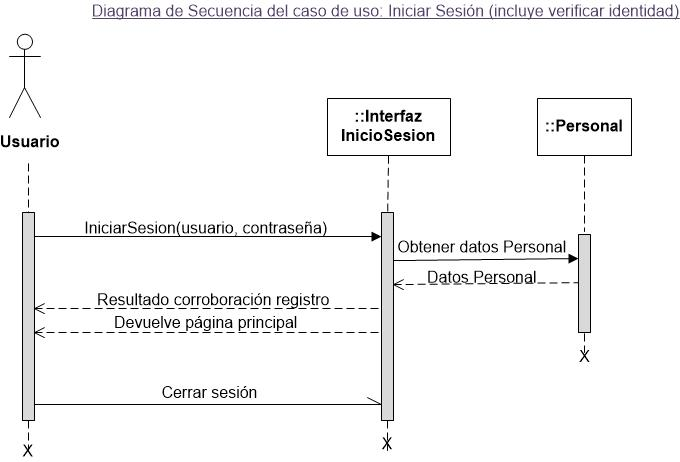 Diagrama de Secuencia del caso de uso: Iniciar Sesión (incluye verificar identidad)
Usuario
::Interfaz
InicioSesion
::Personal
IniciarSesion(usuario, contraseña)
Obtener datos Personal
Datos Personal
Resultado corroboración registro
Devuelve página principal
X
Cerrar sesión
X
X